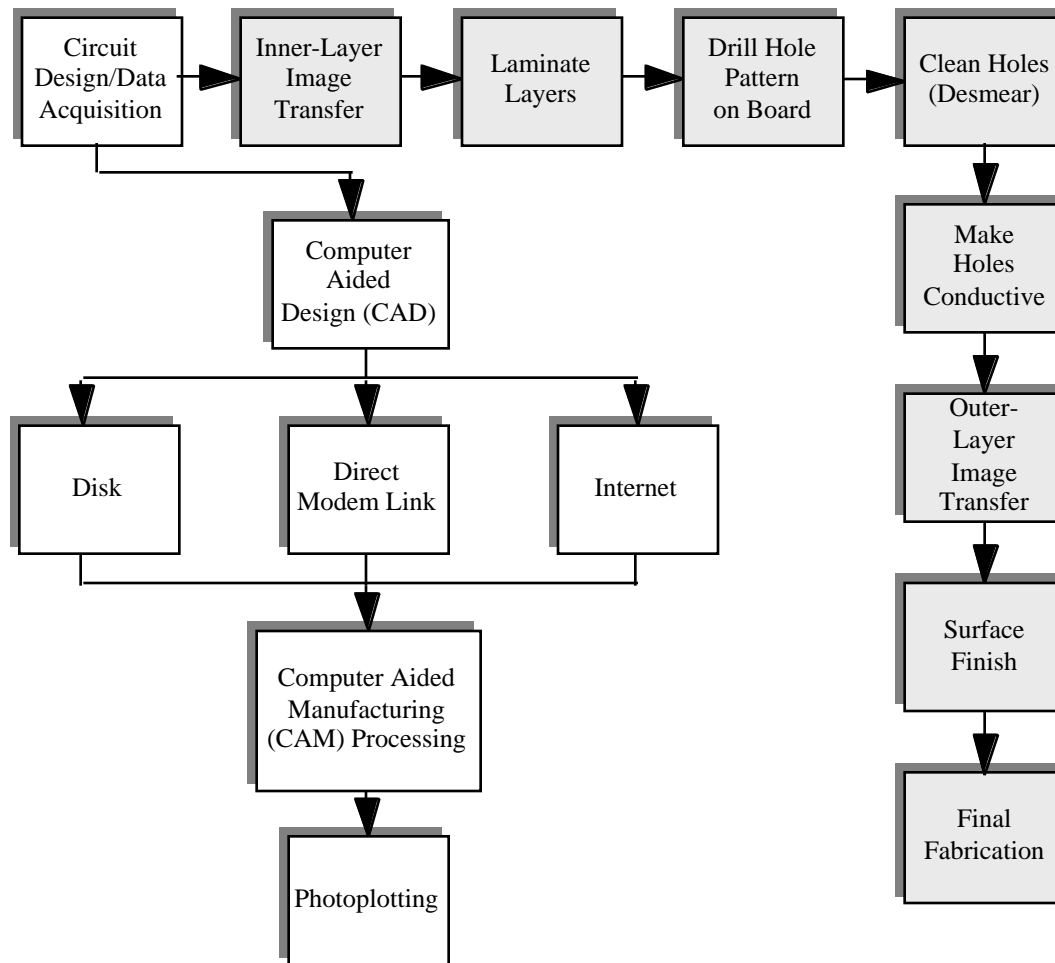 Circuit
Design/Data
Acquisition
Inner-Layer
Image
Transfer
Laminate
Layers
Drill Hole
Pattern
on Board
Clean Holes
(Desmear)
Computer
Aided
Design (CAD)
Make
Holes
Conductive
Disk
Direct
Modem Link
Internet
Outer-
Layer
Image
Transfer
Computer Aided
Manufacturing
(CAM) Processing
Surface
Finish
Photoplotting
Final
Fabrication